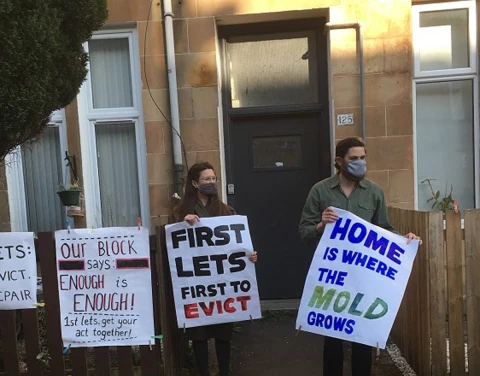 ETS:
VICT.
EPAIR
OUR BLOCK
says:
ENOUGH is
ENOUGH!
1st lets, get your
act together!
FIRST
LETS
FIRST TO
EVICT
125
HOME
IS WHERE
THE
MOLD
GROWS